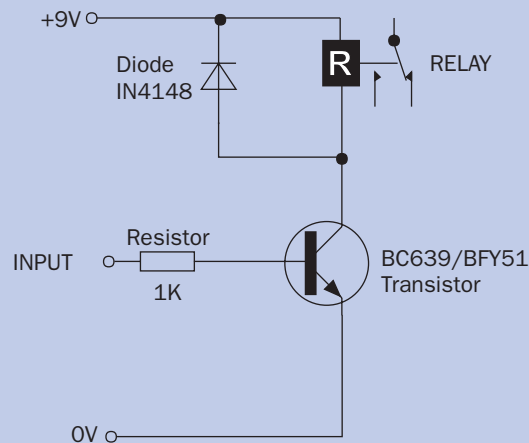 +9V
Diode
IN4148
R
RELAY
Resistor
INPUT
1K
BC639/BFY51
Transistor
0V